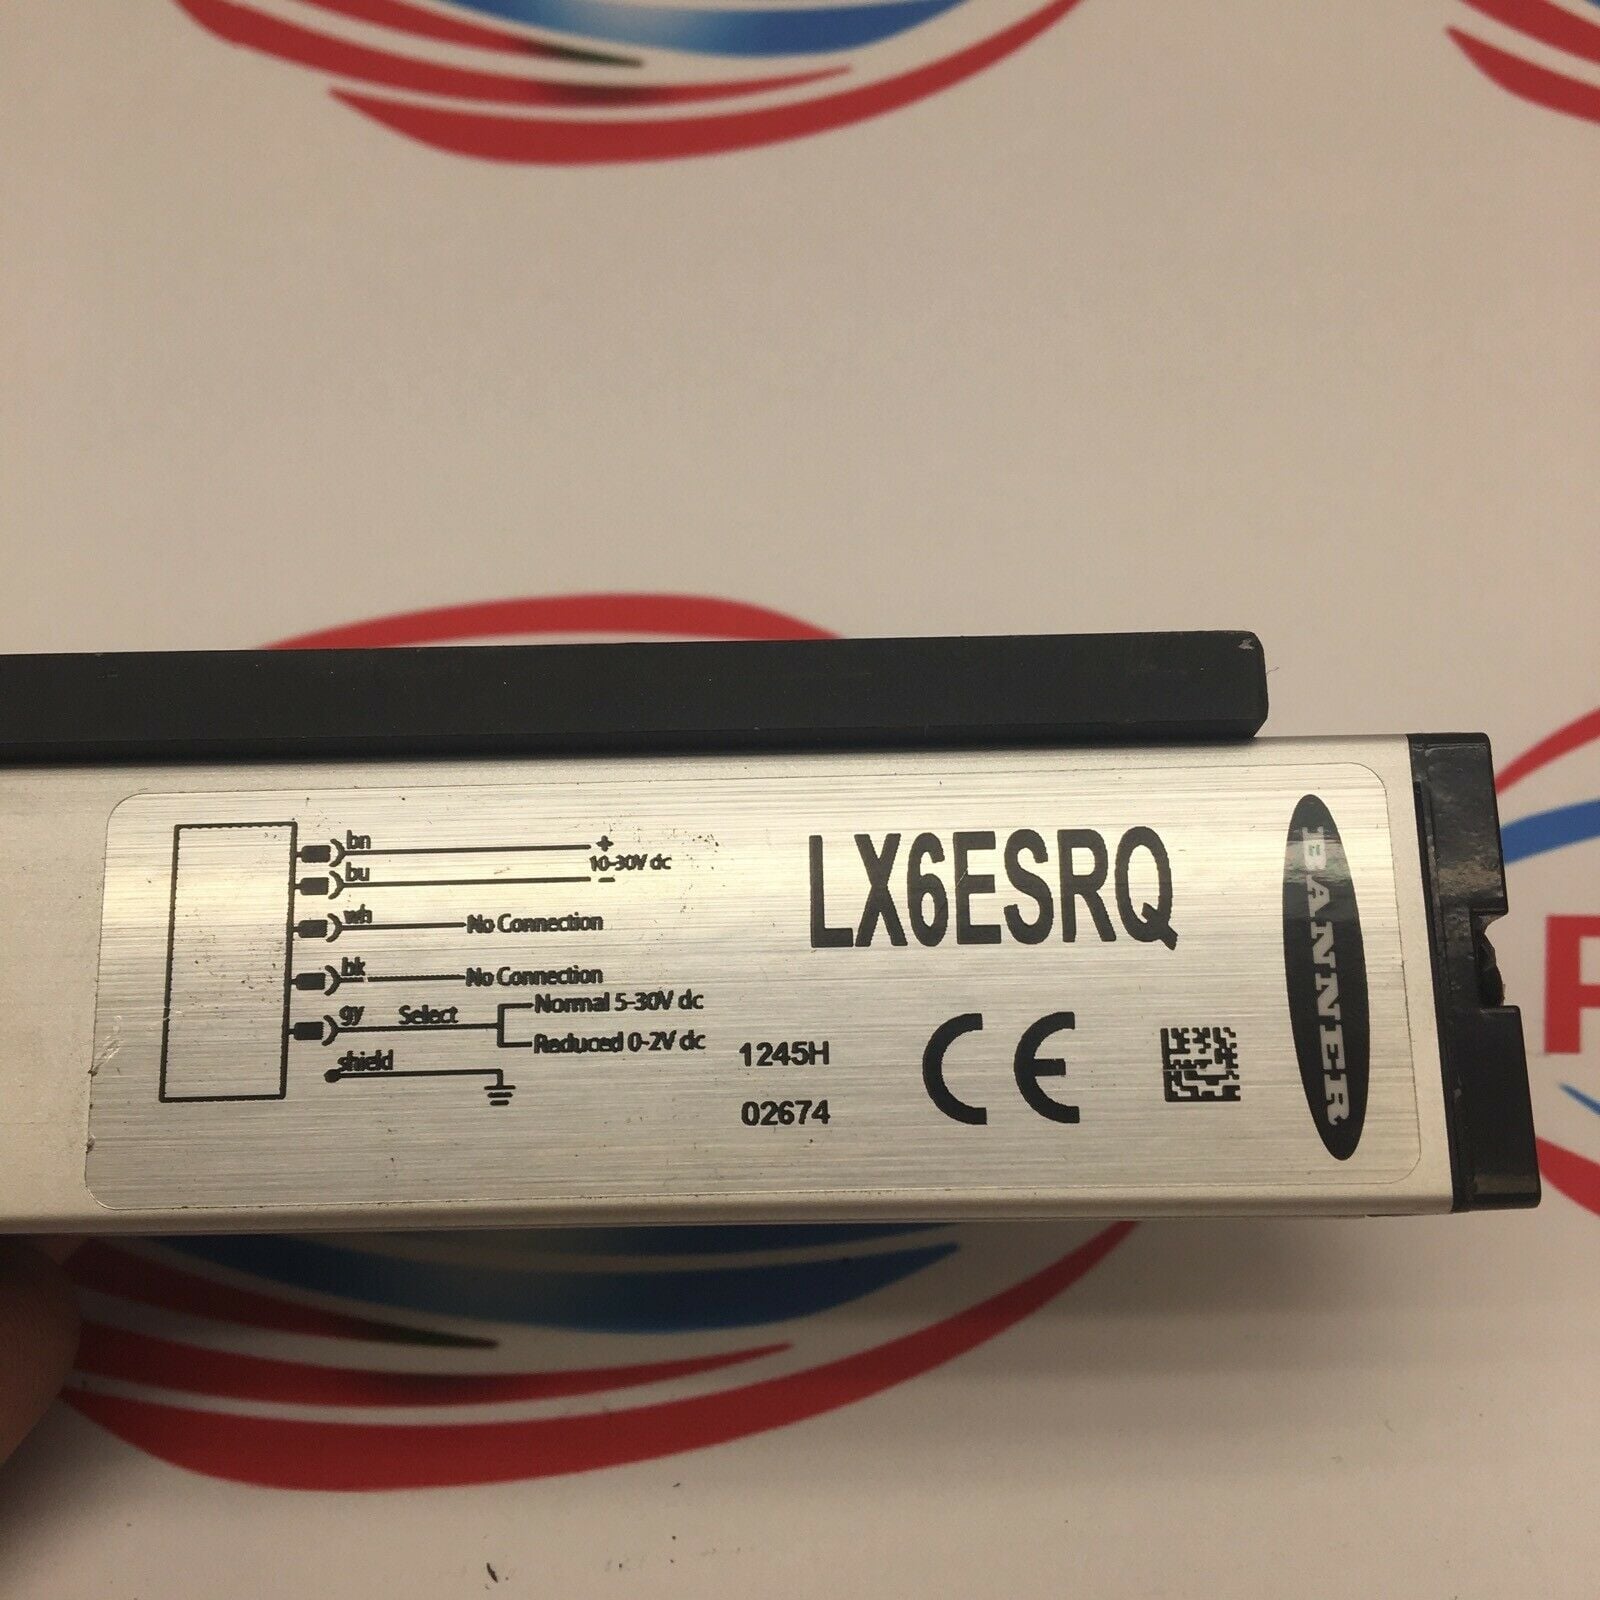 bn
+
10-30V dc
bu
−
wh
No Connection
bk
No Connection
gy
Select
Normal 5-30V dc
Reduced 0-2V dc
shield
LX6ESRQ
1245H
02674
CE
BANNER